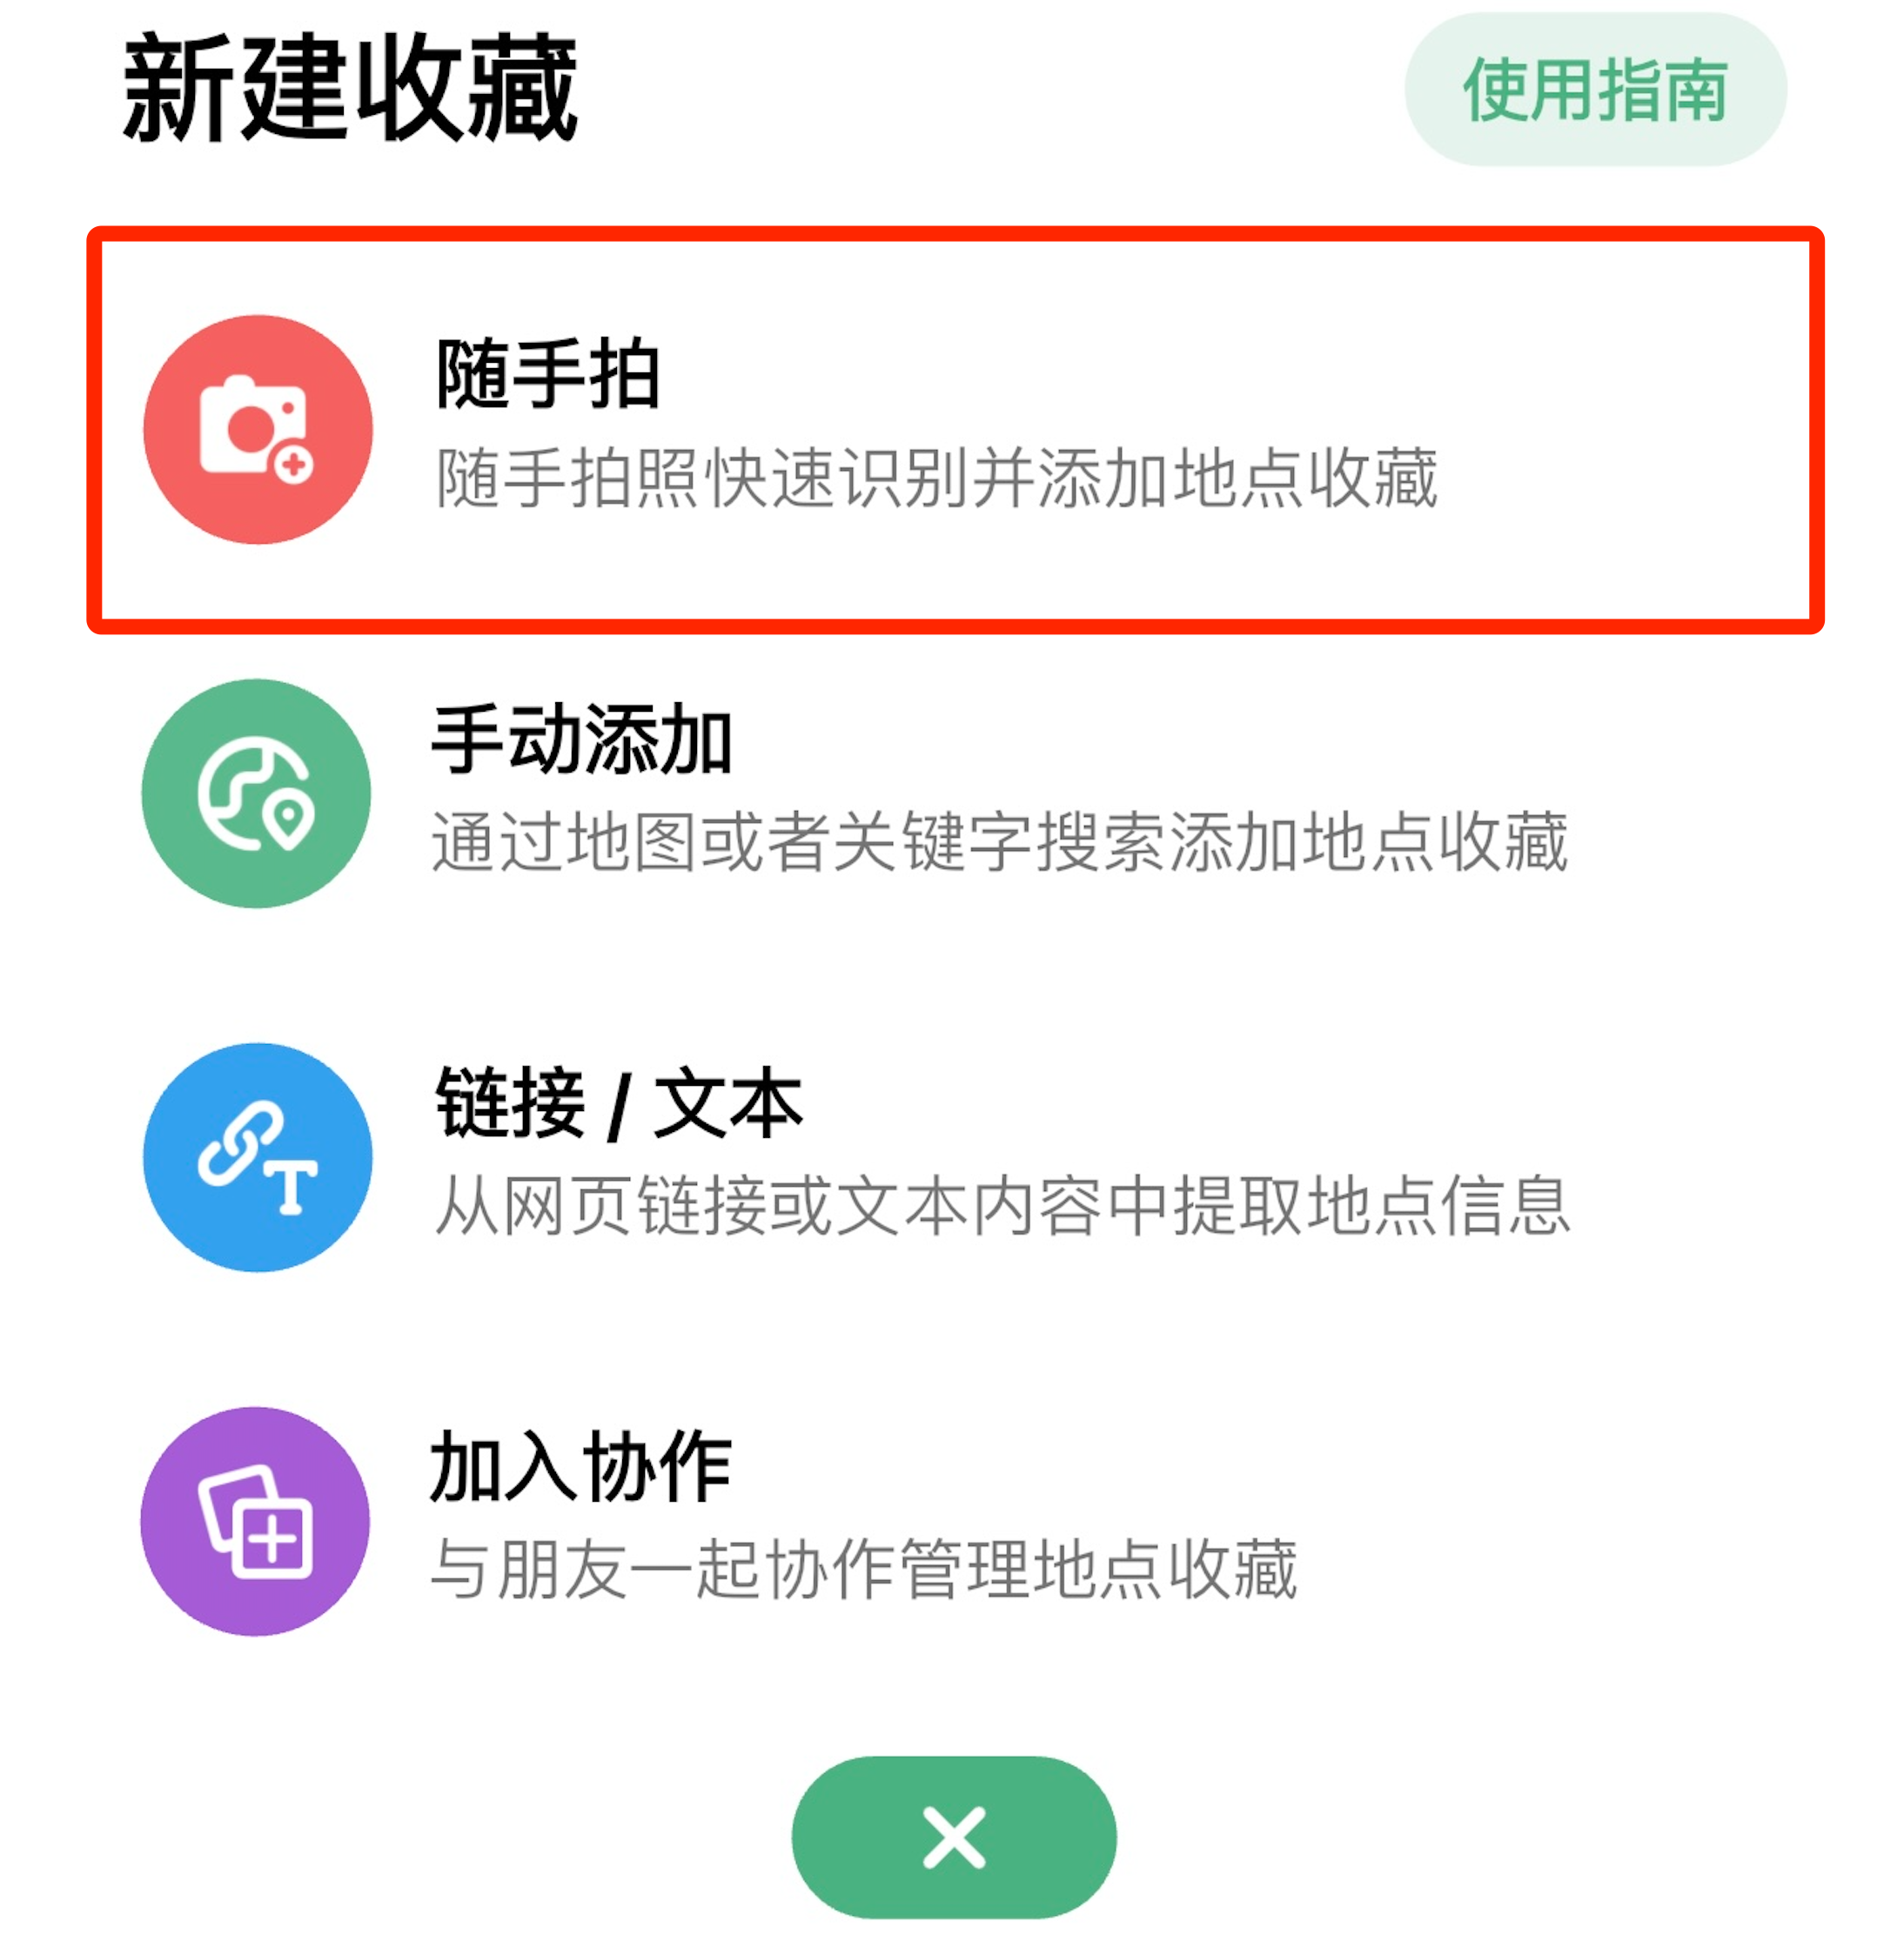 新建收藏
使用指南
随手拍
随手拍照快速识别并添加地点收藏
手动添加
通过地图或者关键字搜索添加地点收藏
链接 / 文本
从网页链接或文本内容中提取地点信息
加入协作
与朋友一起协作管理地点收藏